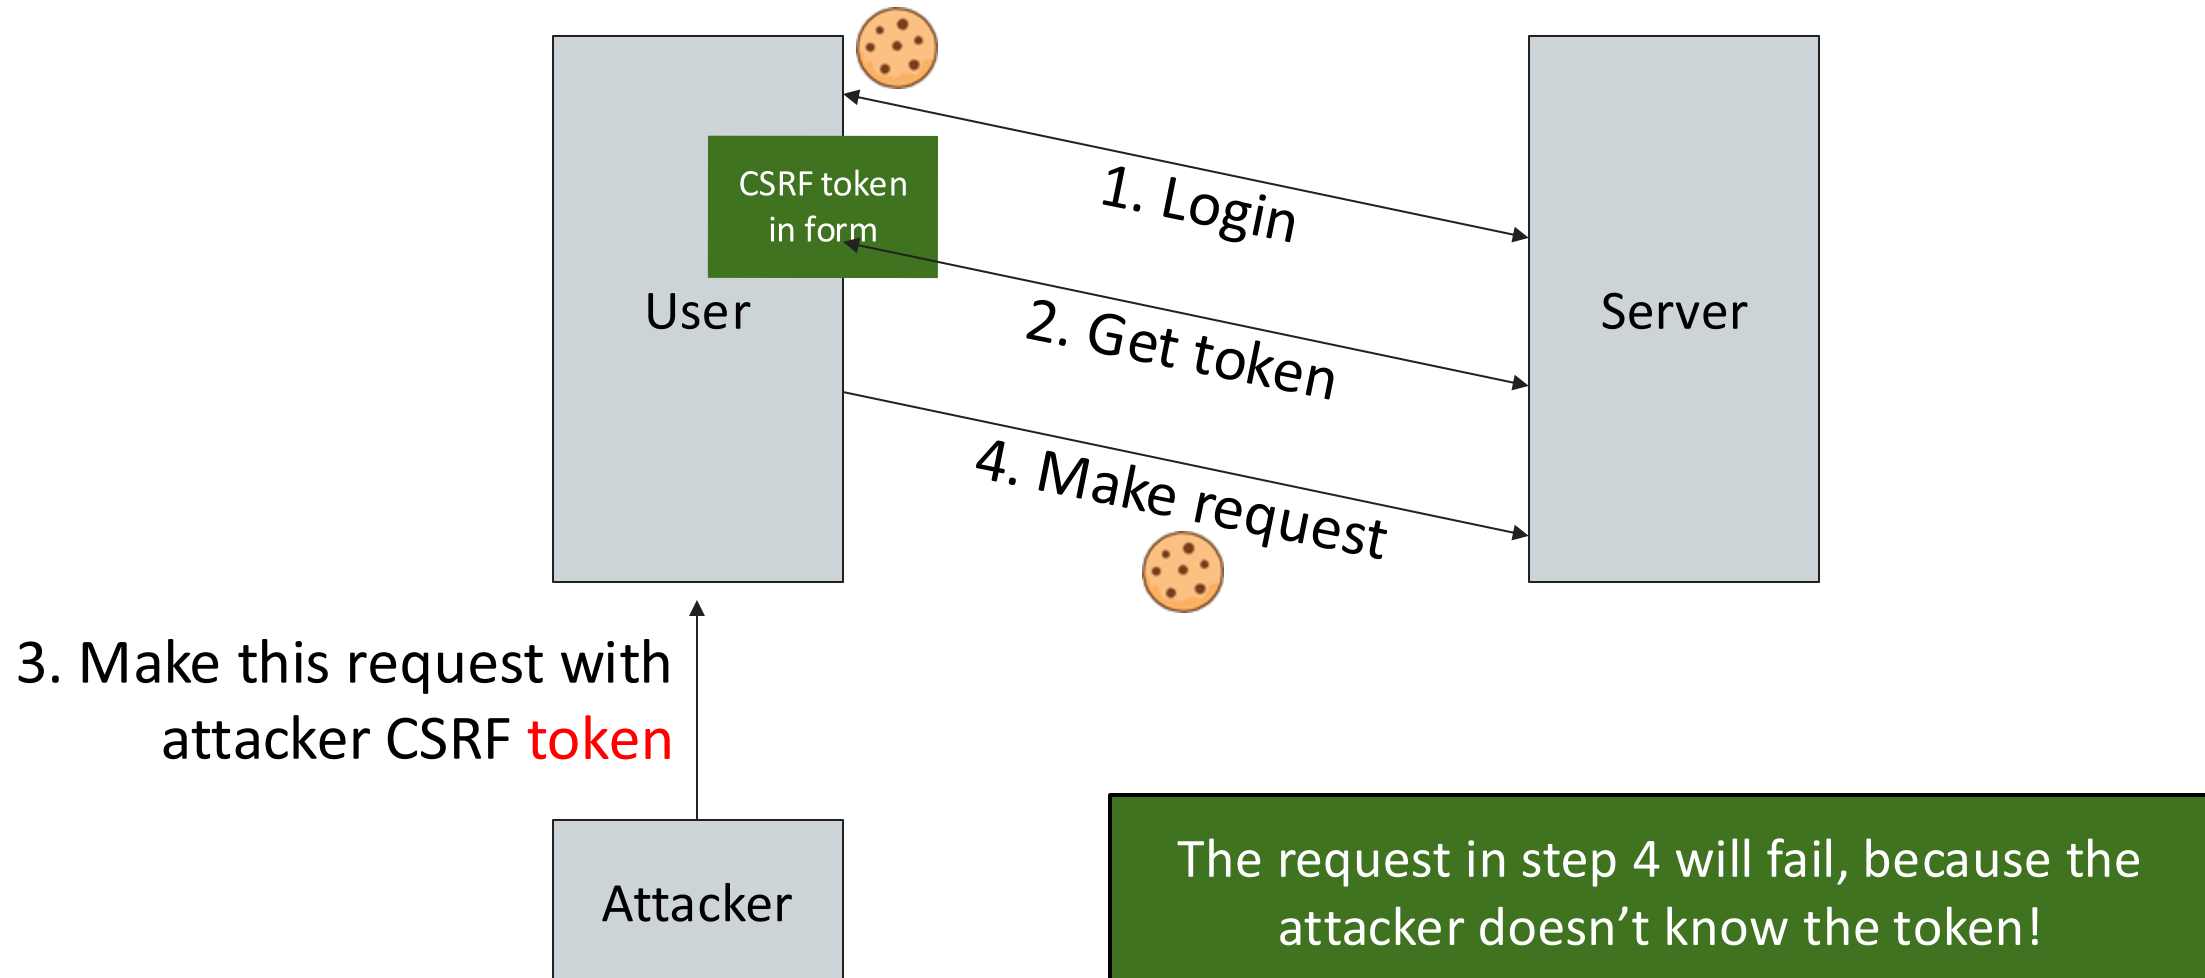 CSRF token
in form
1. Login
User
Server
2. Get token
4. Make request
3. Make this request with
attacker CSRF token
Attacker
The request in step 4 will fail, because the
attacker doesn’t know the token!